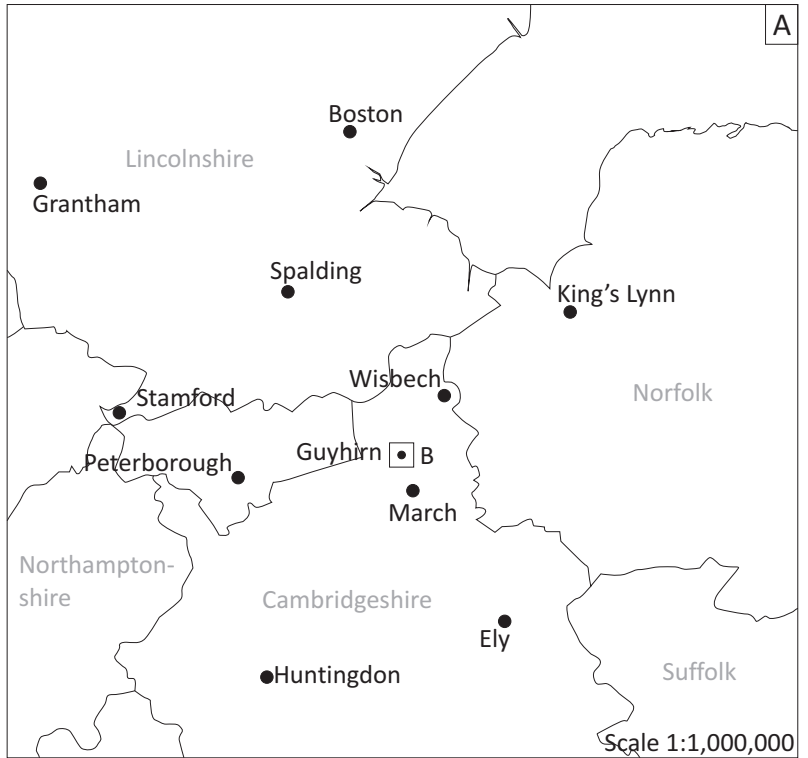 A
Boston
Lincolnshire
Grantham
Spalding
King’s Lynn
Wisbech
Norfolk
Stamford
Guyhirn
B
Peterborough
March
Northampton-
shire
Cambridgeshire
Ely
Suffolk
Huntingdon
Scale 1:1,000,000